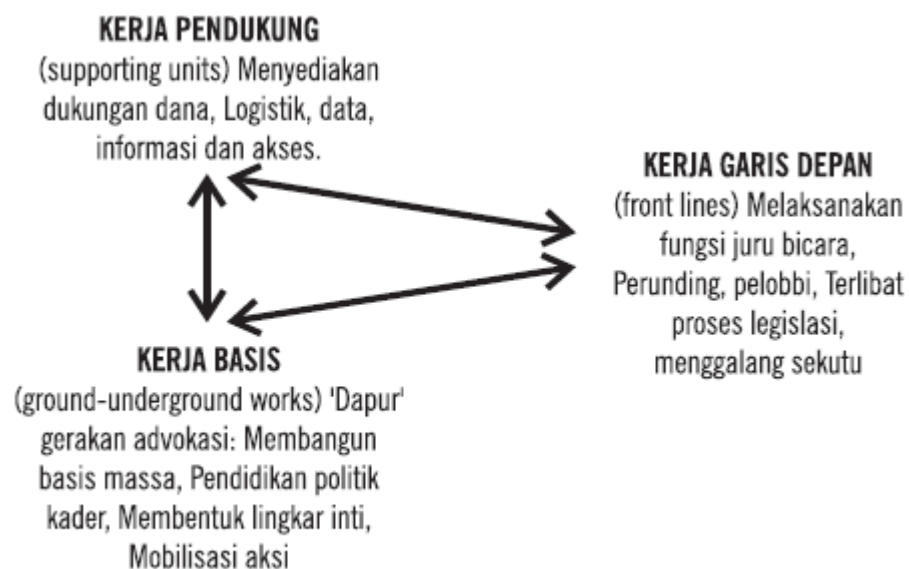 KERJA PENDUKUNG
(supporting units) Menyediakan
dukungan dana, Logistik, data,
informasi dan akses.
KERJA GARIS DEPAN
(front lines) Melaksanakan
fungsi juru bicara,
Perunding, pelobbi, Terlibat
proses legislasi,
menggalang sekutu
KERJA BASIS
(ground-underground works) 'Dapur'
gerakan advokasi: Membangun
basis massa, Pendidikan politik
kader, Membentuk lingkar inti,
Mobilisasi aksi